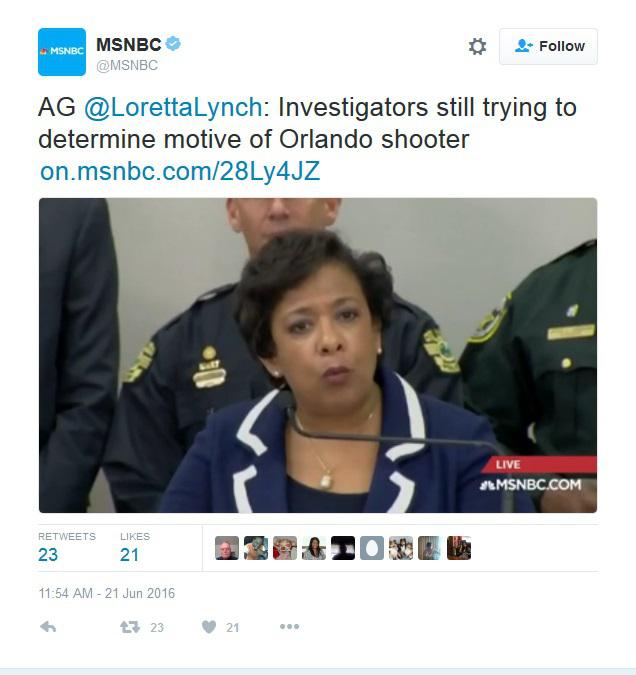 MSNBC
MSNBC
@MSNBC
Follow
AG @LorettaLynch: Investigators still trying to
determine motive of Orlando shooter
on.msnbc.com/28Ly4JZ
LIVE
MSNBC.COM
RETWEETS
LIKES
23
21
11:54 AM - 21 Jun 2016
23
21